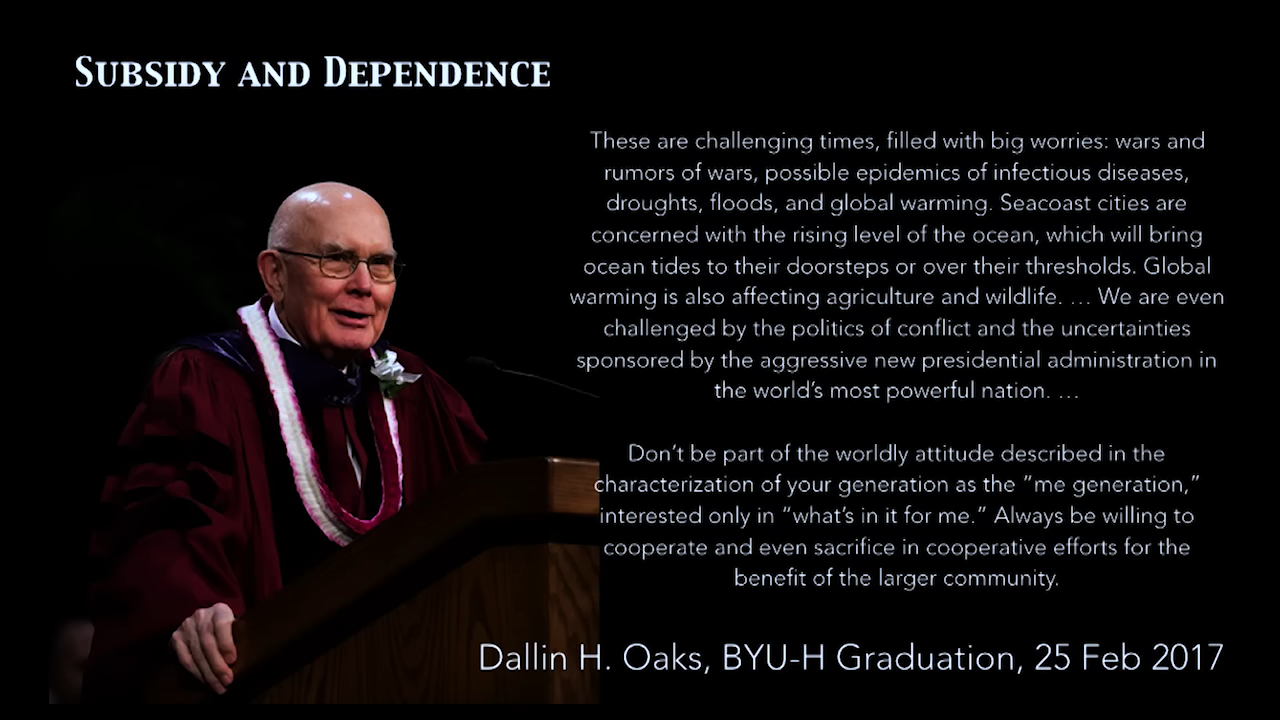 Subsidy and Dependence
These are challenging times, filled with big worries: wars and
rumors of wars, possible epidemics of infectious diseases,
droughts, floods, and global warming. Seacoast cities are
concerned with the rising level of the ocean, which will bring
ocean tides to their doorsteps or over their thresholds. Global
warming is also affecting agriculture and wildlife. … We are even
challenged by the politics of conflict and the uncertainties
sponsored by the aggressive new presidential administration in
the world’s most powerful nation. …
Don’t be part of the worldly attitude described in the
characterization of your generation as the “me generation,”
interested only in “what’s in it for me.” Always be willing to
cooperate and even sacrifice in cooperative efforts for the
benefit of the larger community.
Dallin H. Oaks, BYU-H Graduation, 25 Feb 2017